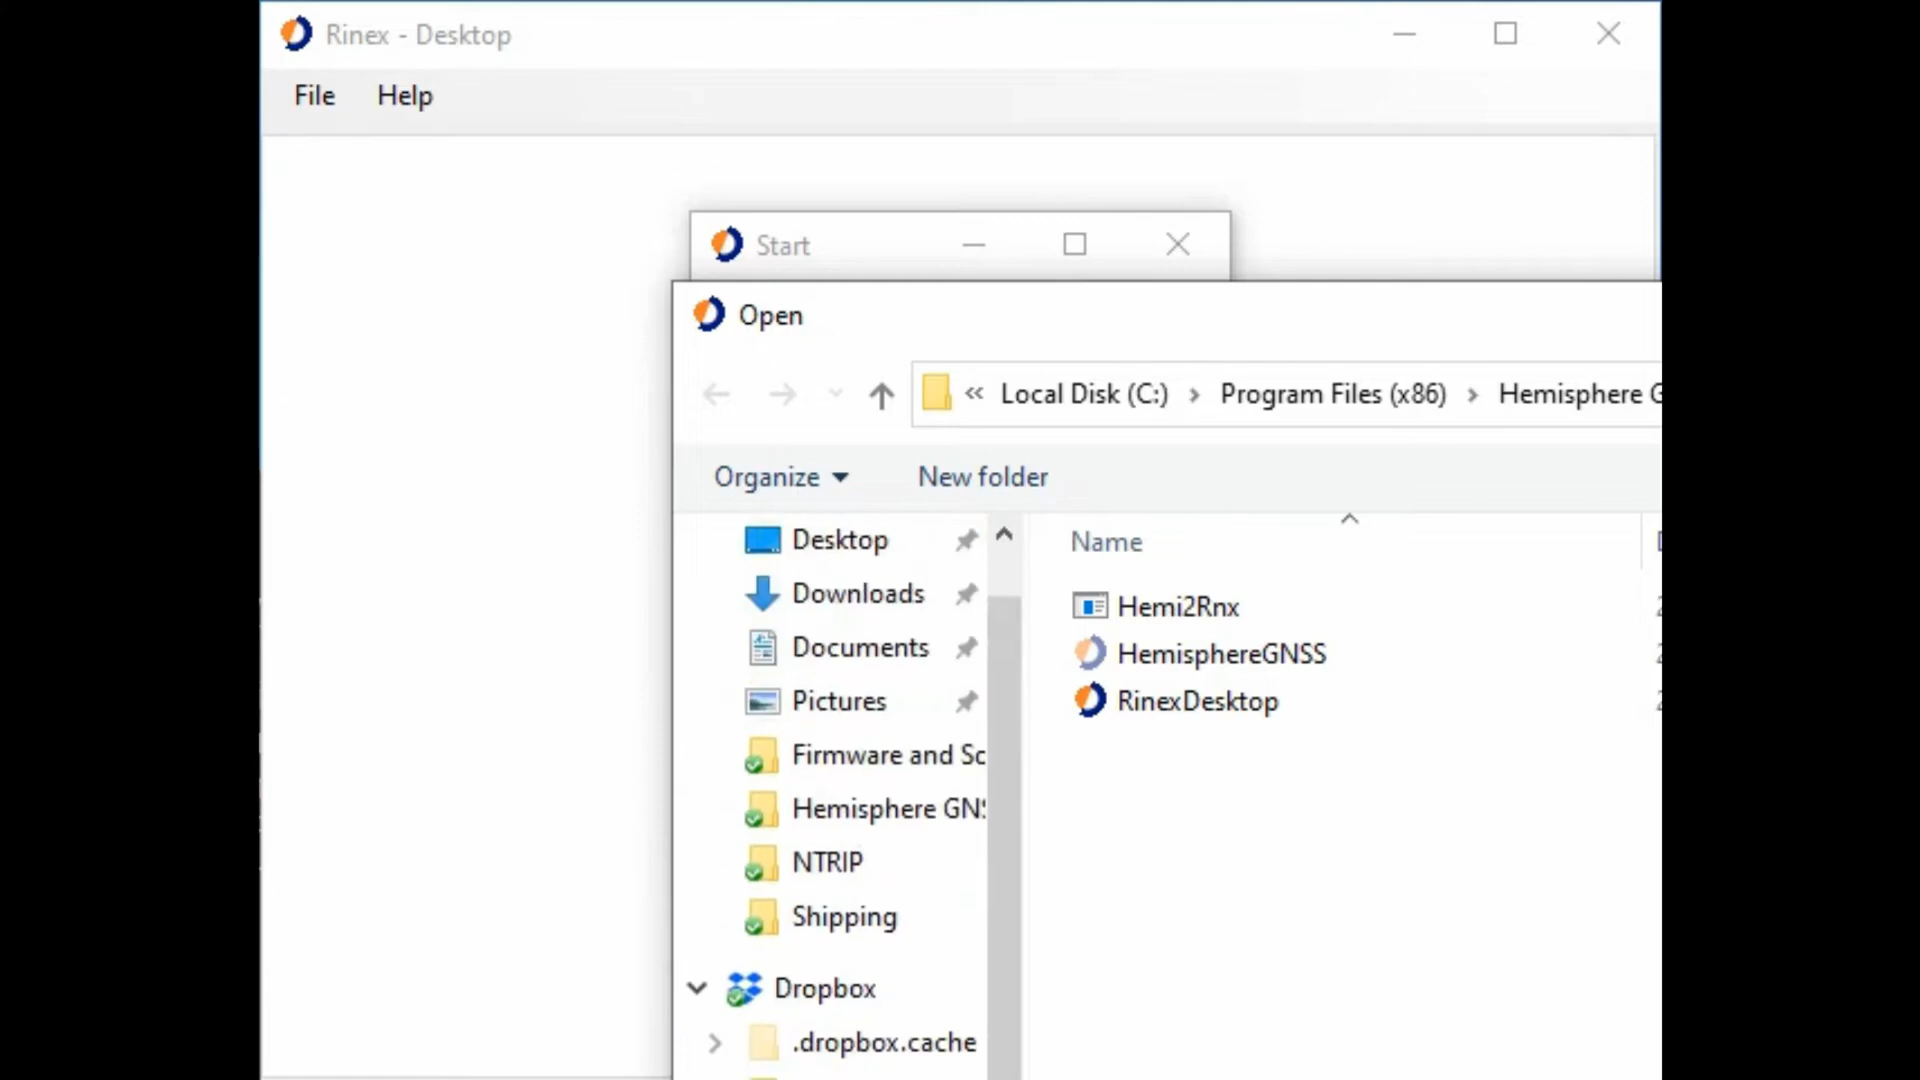 Rinex - Desktop
File Help
Start
Open
« Local Disk (C:) › Program Files (x86) › Hemisphere G
Organize New folder
Name
Desktop
Downloads
Documents
Pictures
Firmware and Sc
Hemisphere GN
NTRIP
Shipping
Dropbox
.dropbox.cache
Hemi2Rnx
HemisphereGNSS
RinexDesktop